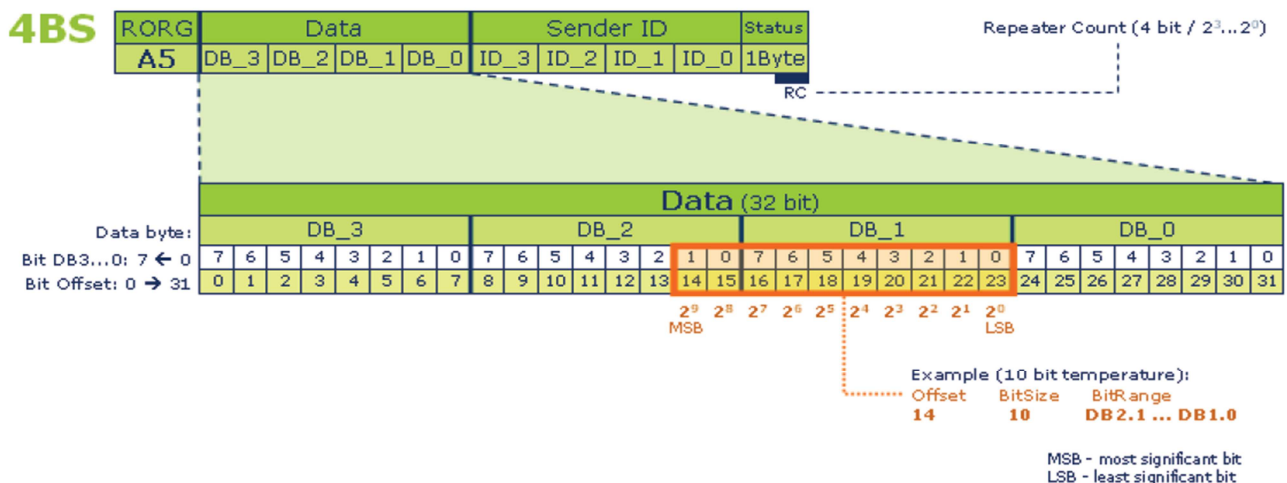 4BS RORG Data Sender ID Status Repeater Count (4 bit / 2³...2⁰)
A5 DB_3 DB_2 DB_1 DB_0 ID_3 ID_2 ID_1 ID_0 1Byte
RC
Data (32 bit)
Data byte: DB_3 DB_2 DB_1 DB_0
Bit DB3...0: 7 ← 0 7 6 5 4 3 2 1 0 7 6 5 4 3 2 1 0 7 6 5 4 3 2 1 0 7 6 5 4 3 2 1 0
Bit Offset: 0 → 31 0 1 2 3 4 5 6 7 8 9 10 11 12 13 14 15 16 17 18 19 20 21 22 23 24 25 26 27 28 29 30 31
2⁹ 2⁸ 2⁷ 2⁶ 2⁵ 2⁴ 2³ 2² 2¹ 2⁰
MSB LSB
Example (10 bit temperature):
Offset BitSize BitRange
14 10 DB2.1 ... DB1.0
MSB - most significant bit
LSB - least significant bit